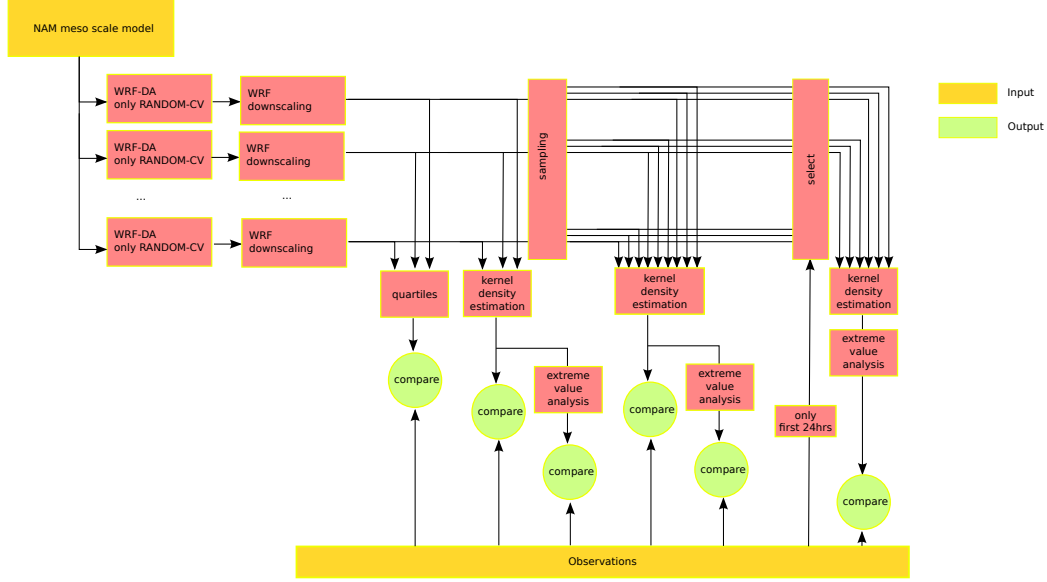 NAM meso scale model
WRF-DA
only RANDOM-CV
WRF
downscaling
WRF-DA
only RANDOM-CV
WRF
downscaling
...
...
WRF-DA
only RANDOM-CV
WRF
downscaling
sampling
select
Input
Output
quartiles
kernel
density
estimation
kernel
density
estimation
kernel
density
estimation
extreme
value
analysis
compare
compare
extreme
value
analysis
compare
compare
extreme
value
analysis
compare
only
first 24hrs
compare
compare
Observations